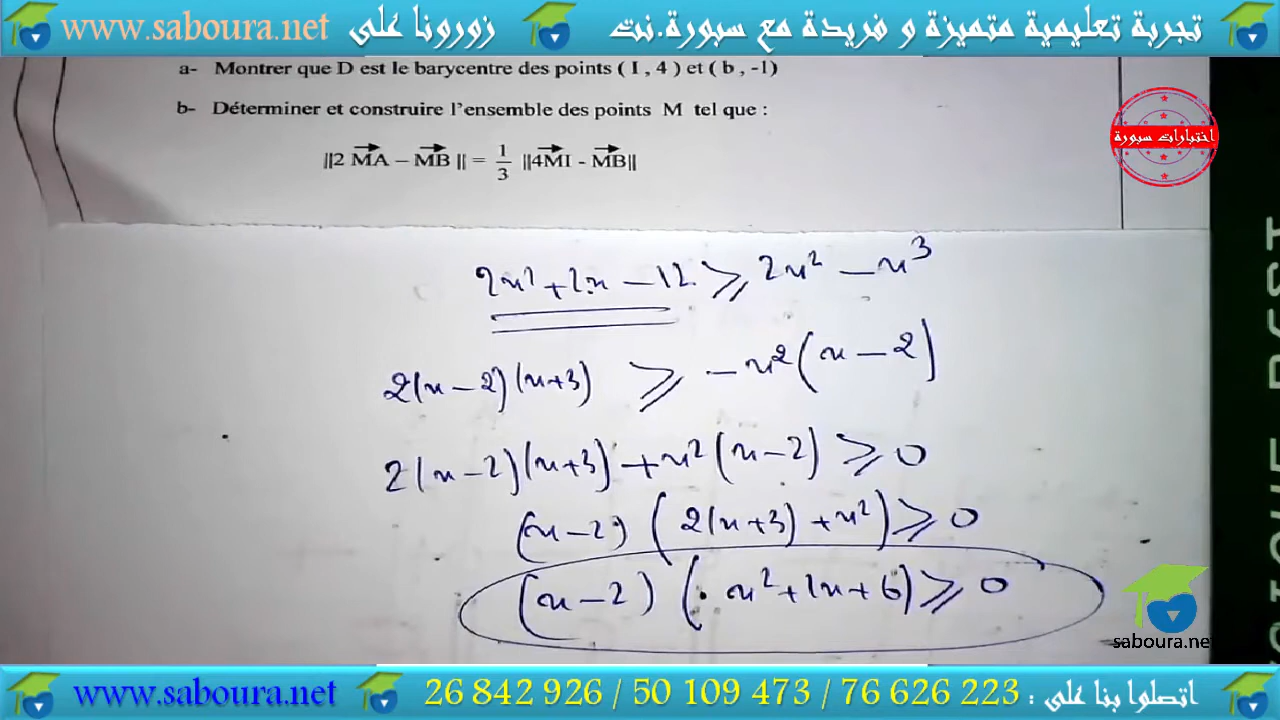 www.saboura.net زورونا على تجربة تعليمية متميزة و فريدة مع سبورة.نت
a- Montrer que D est le barycentre des points ( I , 4 ) et ( b , -1)
b- Déterminer et construire l'ensemble des points M tel que :
||2 MA – MB || = 1/3 ||4MI - MB||
اختبارات سبورة
2x² + 2x – 12 ⩾ 2x² – x³
2(x – 2)(x+3) ⩾ – x²(x – 2)
2(x – 2)(x+3) + x²(x – 2) ⩾ 0
(x – 2) (2(x+3) + x²) ⩾ 0
(x – 2) (x² + 2x + 6) ⩾ 0
saboura.net
www.saboura.net 26 842 926 / 50 109 473 / 76 626 223 : اتصلوا بنا على